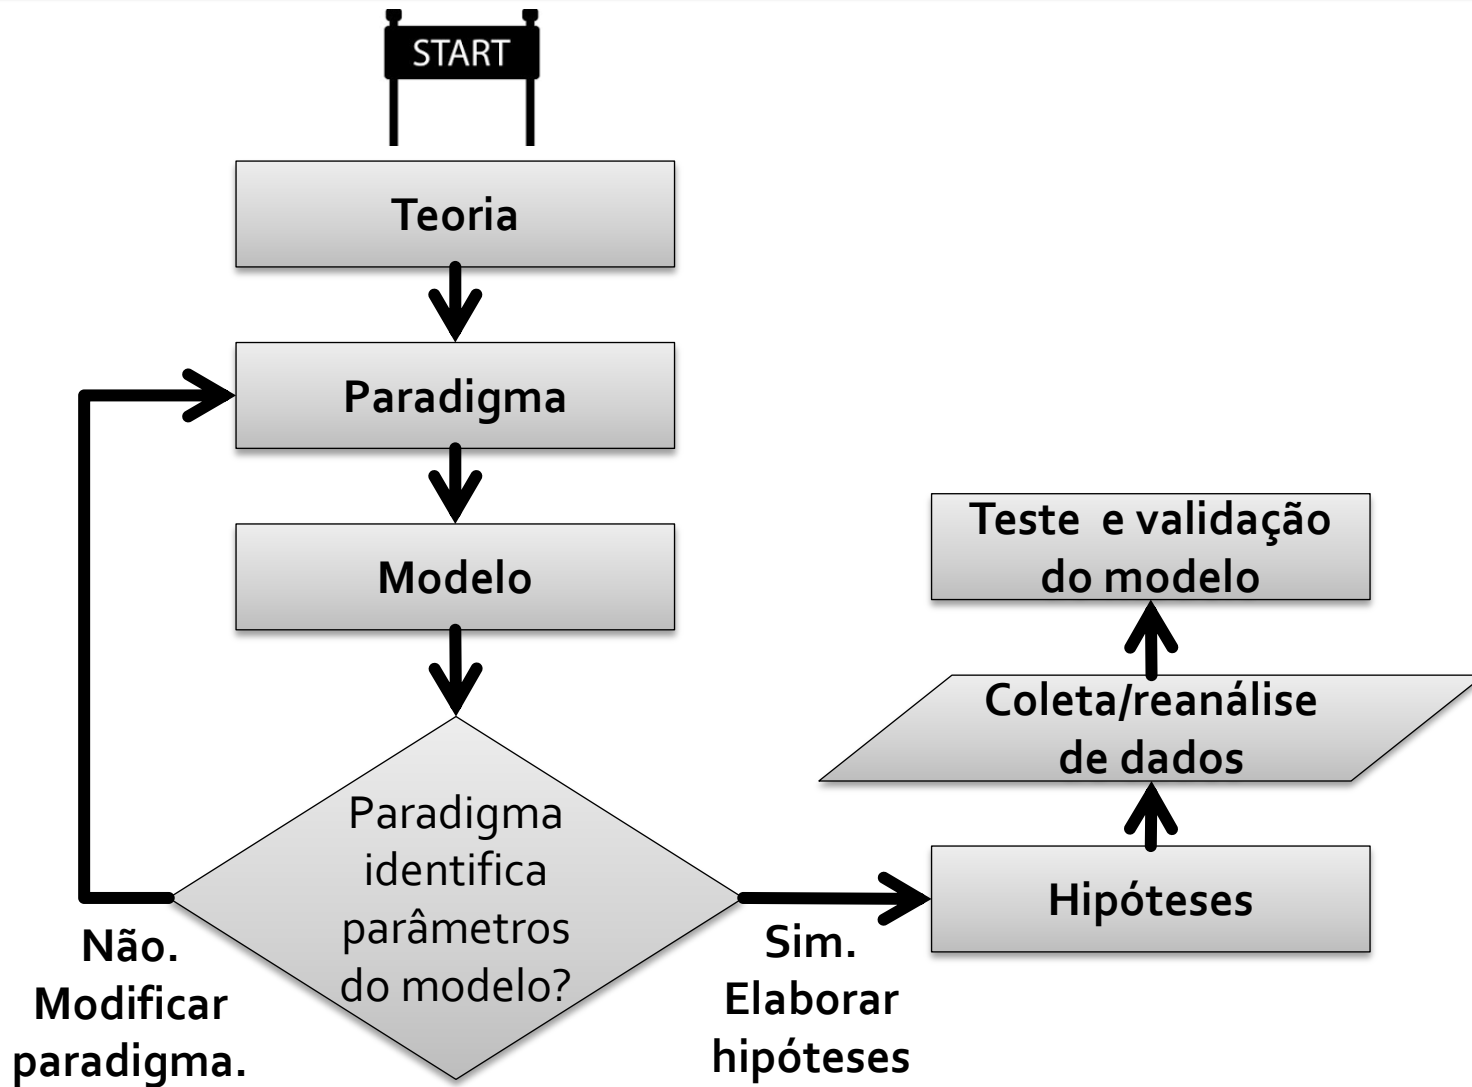 START
Teoria
Paradigma
Modelo
Paradigma
identifica
parâmetros
do modelo?
Não.
Modificar
paradigma.
Sim.
Elaborar
hipóteses
Hipóteses
Coleta/reanálise
de dados
Teste e validação
do modelo